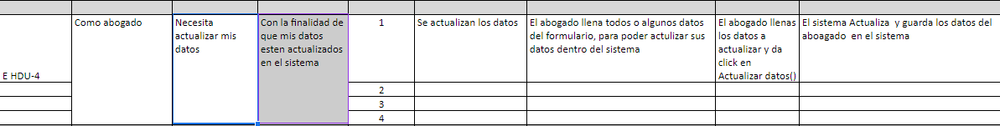 Como abogado
Necesita
actualizar mis
datos
Con la finalidad de
que mis datos
esten actualizados
en el sistema
1
Se actualizan los datos
El abogado llena todos o algunos datos
del formulario, para poder actulizar sus
datos dentro del sistema
El abogado llenas
los datos a
actualizar y da
click en
Actualizar datos()
El sistema Actualiza y guarda los datos del
aboagado en el sistema
E HDU-4
2
3
4